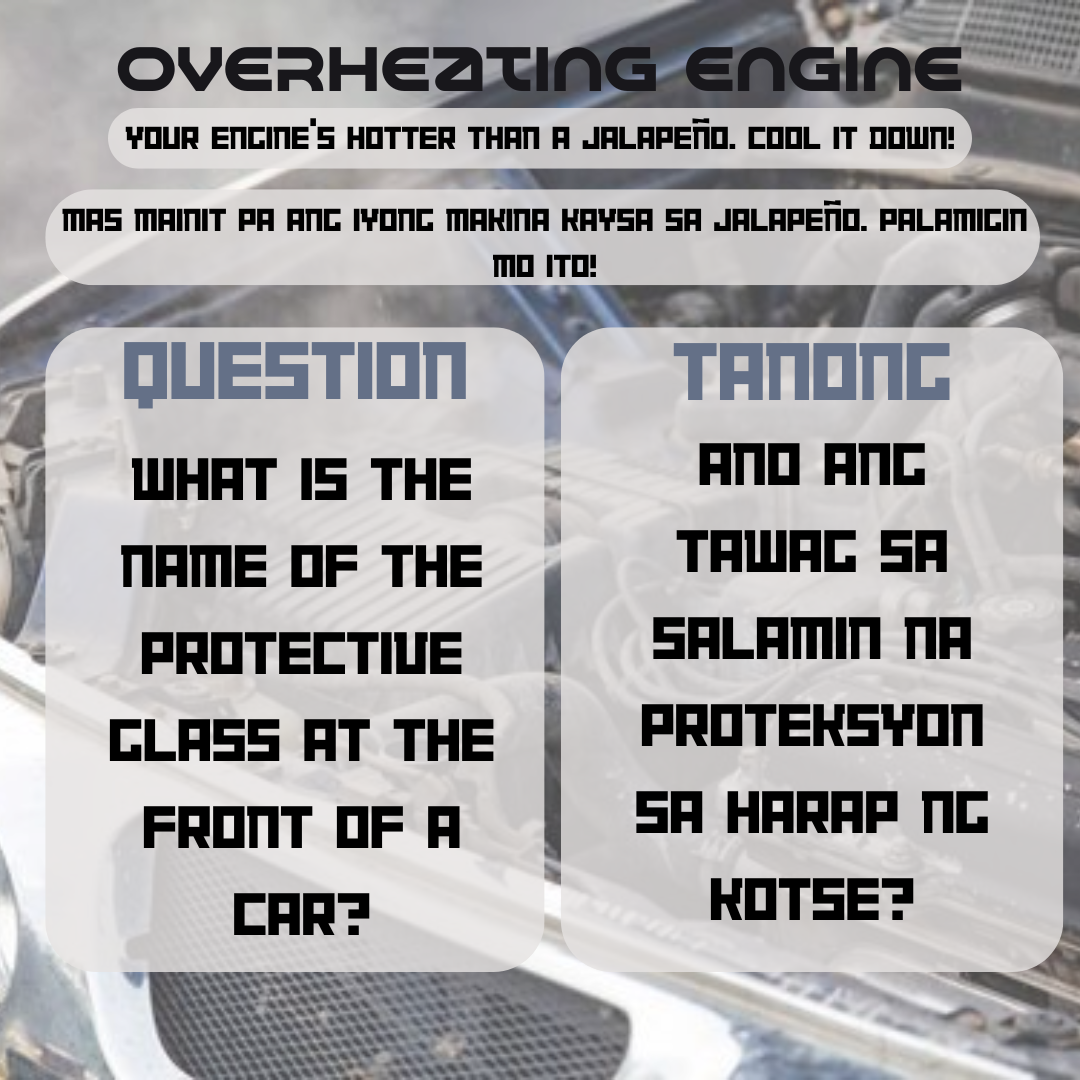 OVERHEATING ENGINE
YOUR ENGINE'S HOTTER THAN A JALAPEÑO. COOL IT DOWN!
MAS MAINIT PA ANG IYONG MAKINA KAYSA SA JALAPEÑO. PALAMIGIN
MO ITO!
QUESTION
WHAT IS THE
NAME OF THE
PROTECTIVE
GLASS AT THE
FRONT OF A
CAR?
TANONG
ANO ANG
TAWAG SA
SALAMIN NA
PROTEKSYON
SA HARAP NG
KOTSE?